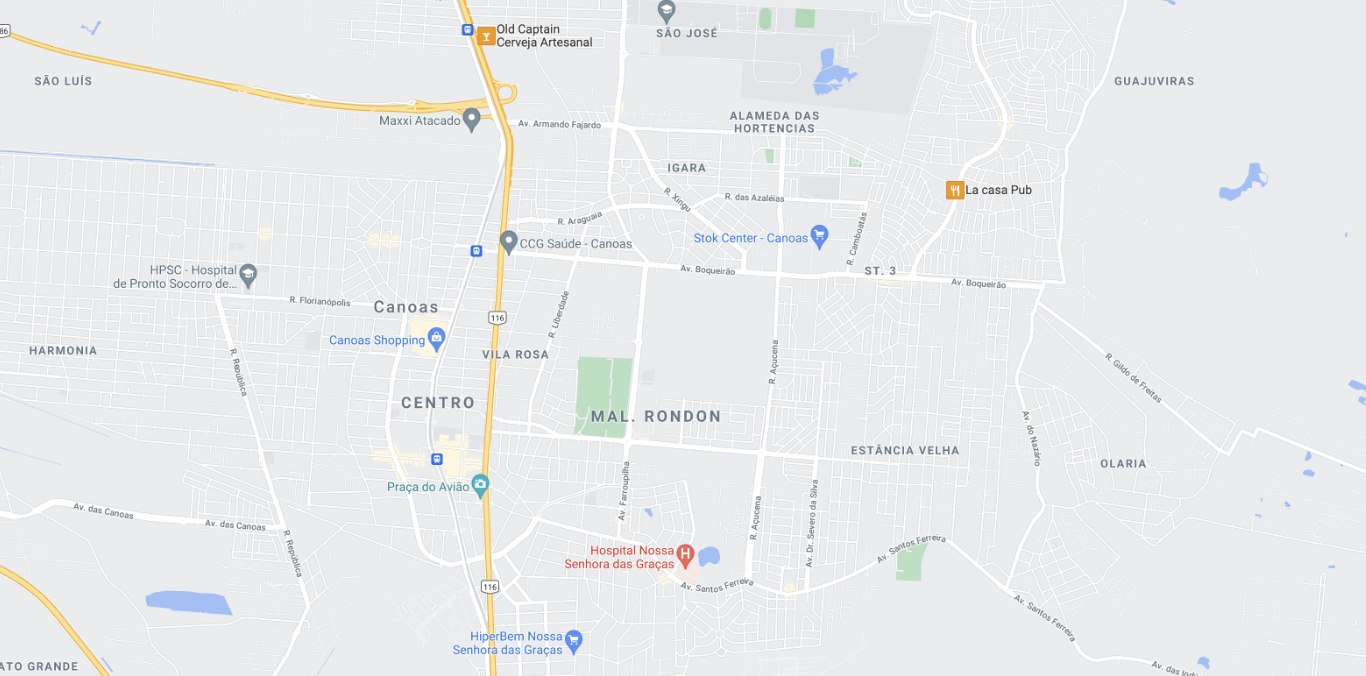 Old Captain
Cerveja Artesanal
SÃO JOSÉ
86
SÃO LUÍS
GUAJUVIRAS
Maxxi Atacado
Av. Armando Fajardo
ALAMEDA DAS
HORTENCIAS
IGARA
La casa Pub
R. Xingu
R. das Azaléias
R. Araguaia
R. Camboatás
CCG Saúde - Canoas
Stok Center - Canoas
HPSC - Hospital
de Pronto Socorro de...
Av. Boqueirão
ST. 3
Av. Boqueirão
R. Florianópolis
Canoas
116
R. Liberdade
Canoas Shopping
HARMONIA
VILA ROSA
R. República
R. Açucena
R. Gildo de Freitas
CENTRO
MAL. RONDON
Av. do Nazário
ESTÂNCIA VELHA
OLARIA
Praça do Avião
Av. Farroupilha
R. Açucena
Av. Dr. Severo da Silva
Av. das Canoas
Av. das Canoas
R. República
Hospital Nossa
Senhora das Graças
Av. Santos Ferreira
Av. Santos Ferreira
116
Av. Santos Ferreira
HiperBem Nossa
Senhora das Graças
ATO GRANDE
Av. das Ind